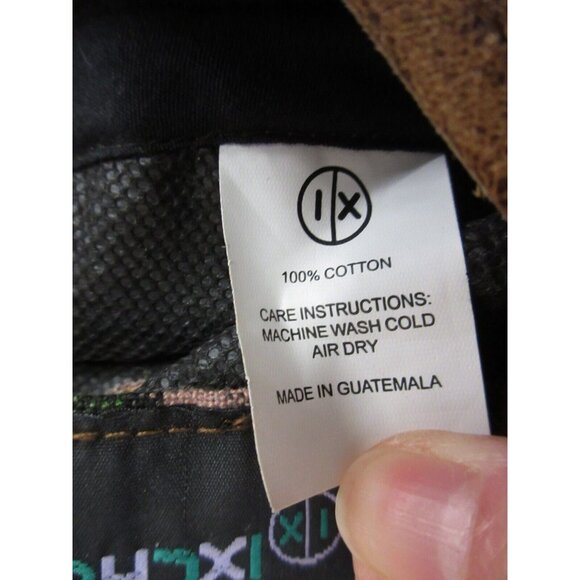 I X
100% COTTON
CARE INSTRUCTIONS:
MACHINE WASH COLD
AIR DRY
MADE IN GUATEMALA
IX